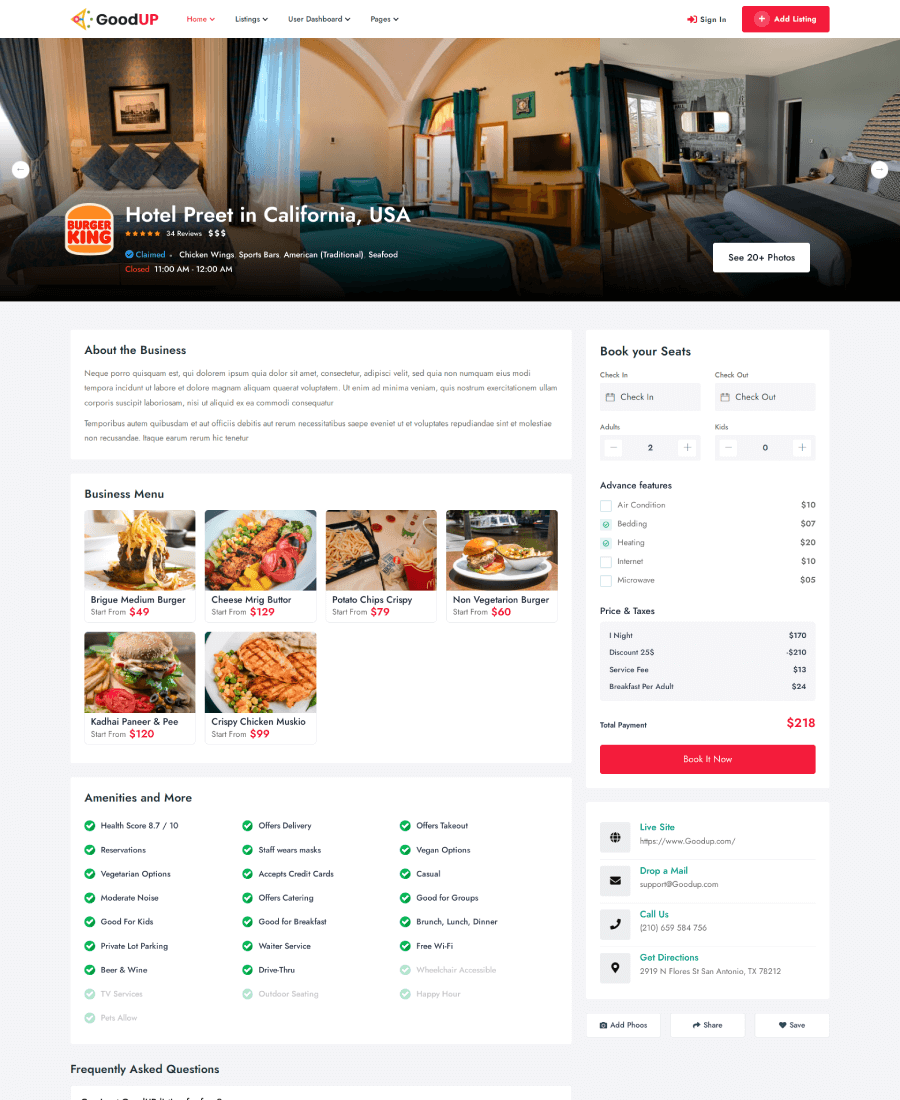 GoodUP
Home Listings User Dashboard Pages Sign In Add Listing
BURGER
KING
Hotel Preet in California, USA
34 Reviews $$$
Claimed • Chicken Wings, Sports Bars, American (Traditional), Seafood
Closed 11:00 AM - 12:00 AM
See 20+ Photos
About the Business
Neque porro quisquam est, qui dolorem ipsum quia dolor sit amet, consectetur, adipisci velit, sed quia non numquam eius modi
tempora incidunt ut labore et dolore magnam aliquam quaerat voluptatem. Ut enim ad minima veniam, quis nostrum exercitationem ullam
corporis suscipit laboriosam, nisi ut aliquid ex ea commodi consequatur
Temporibus autem quibusdam et aut officiis debitis aut rerum necessitatibus saepe eveniet ut et voluptates repudiandae sint et molestiae
non recusandae. Itaque earum rerum hic tenetur
Business Menu
Brigue Medium Burger
Start From $49
Cheese Mrig Buttor
Start From $129
Potato Chips Crispy
Start From $79
Non Vegetarion Burger
Start From $60
Kadhai Paneer & Pee
Start From $120
Crispy Chicken Muskio
Start From $99
Amenities and More
Health Score 8.7 / 10 Offers Delivery Offers Takeout
Reservations Staff wears masks Vegan Options
Vegetarian Options Accepts Credit Cards Casual
Moderate Noise Offers Catering Good for Groups
Good For Kids Good for Breakfast Brunch, Lunch, Dinner
Private Lot Parking Waiter Service Free Wi-Fi
Beer & Wine Drive-Thru Wheelchair Accessible
TV Services Outdoor Seating Happy Hour
Pets Allow
Frequently Asked Questions
Book your Seats
Check In Check Out
Check In Check Out
Adults Kids
2 0
Advance features
Air Condition $10
Bedding $07
Heating $20
Internet $10
Microwave $05
Price & Taxes
I Night $170
Discount 25$ -$210
Service Fee $13
Breakfast Per Adult $24
Total Payment $218
Book It Now
Live Site
https://www.Goodup.com/
Drop a Mail
support@Goodup.com
Call Us
(210) 659 584 756
Get Directions
2919 N Flores St San Antonio, TX 78212
Add Phoos Share Save